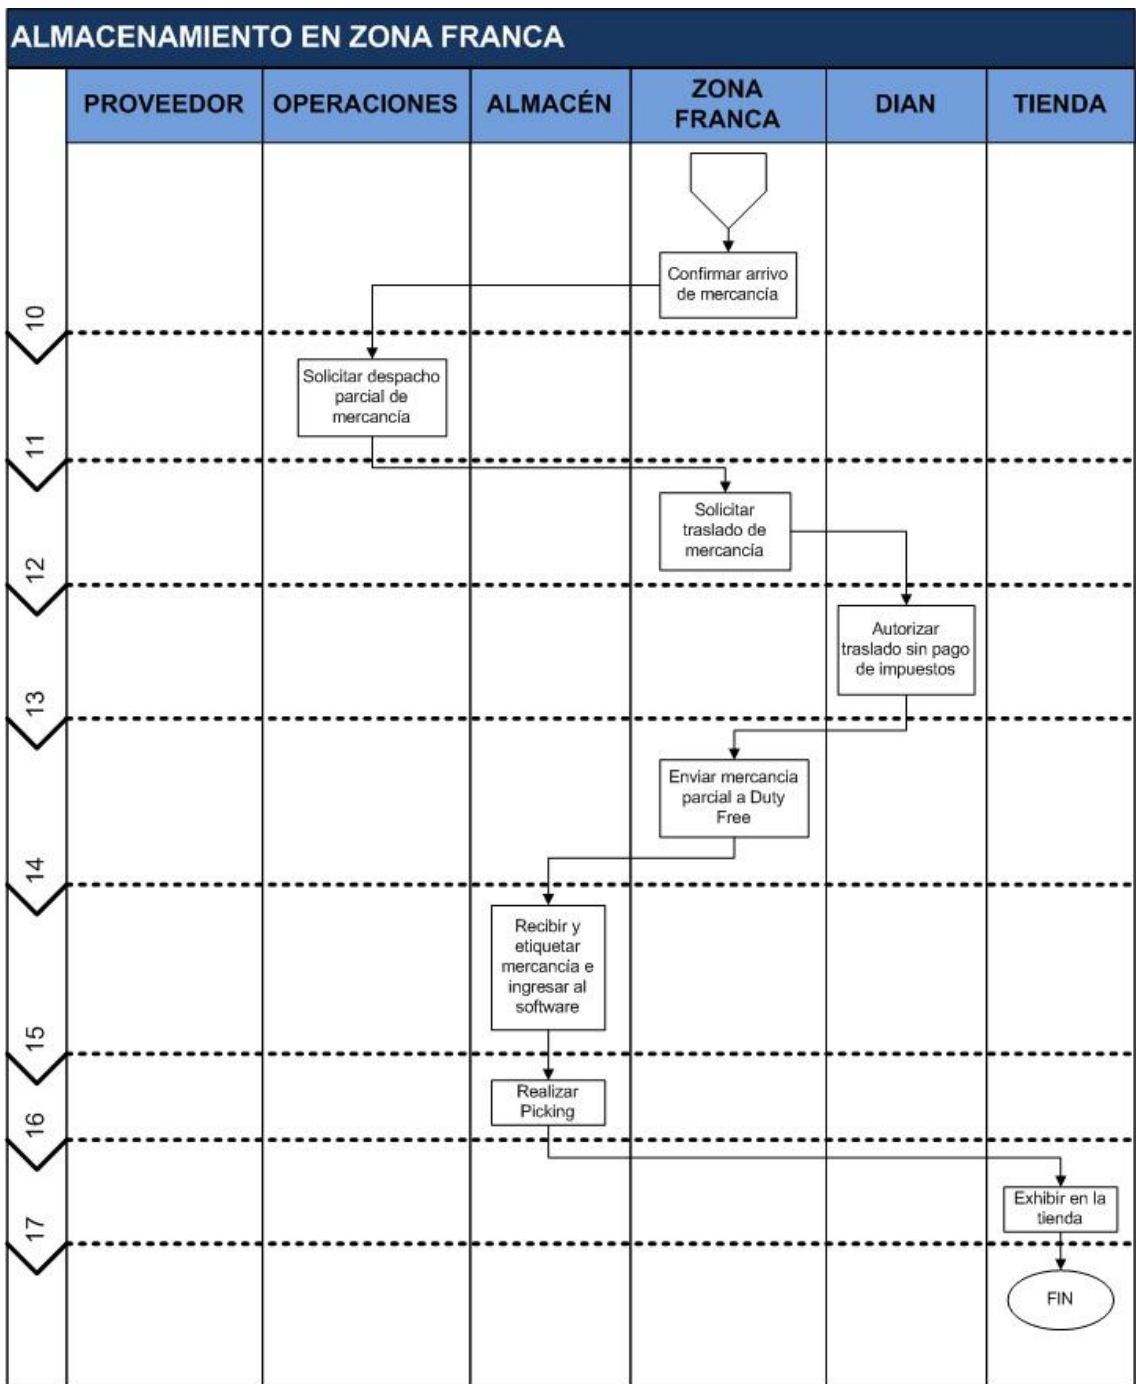 ALMACENAMIENTO EN ZONA FRANCA
PROVEEDOR
OPERACIONES
ALMACÉN
ZONA
FRANCA
DIAN
TIENDA
Confirmar arrivo
de mercancía
10
Solicitar despacho
parcial de
mercancía
11
Solicitar
traslado de
mercancía
12
Autorizar
traslado sin pago
de impuestos
13
Enviar mercancia
parcial a Duty
Free
14
Recibir y
etiquetar
mercancía e
ingresar al
software
15
Realizar
Picking
16
Exhibir en la
tienda
17
FIN